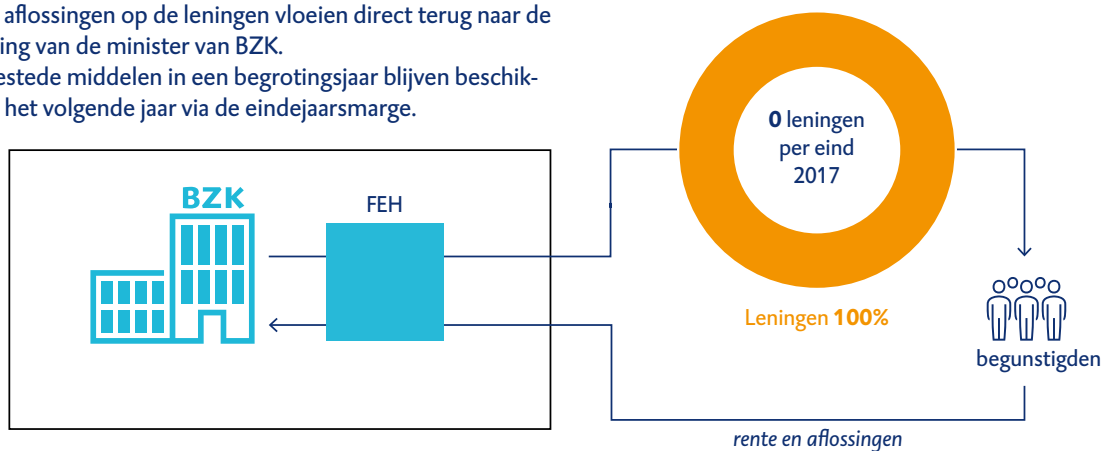 aflossingen op de leningen vloeien direct terug naar de
ing van de minister van BZK.
estede middelen in een begrotingsjaar blijven beschik-
het volgende jaar via de eindejaarsmarge.
BZK
FEH
0 leningen
per eind
2017
Leningen 100%
begunstigden
rente en aflossingen